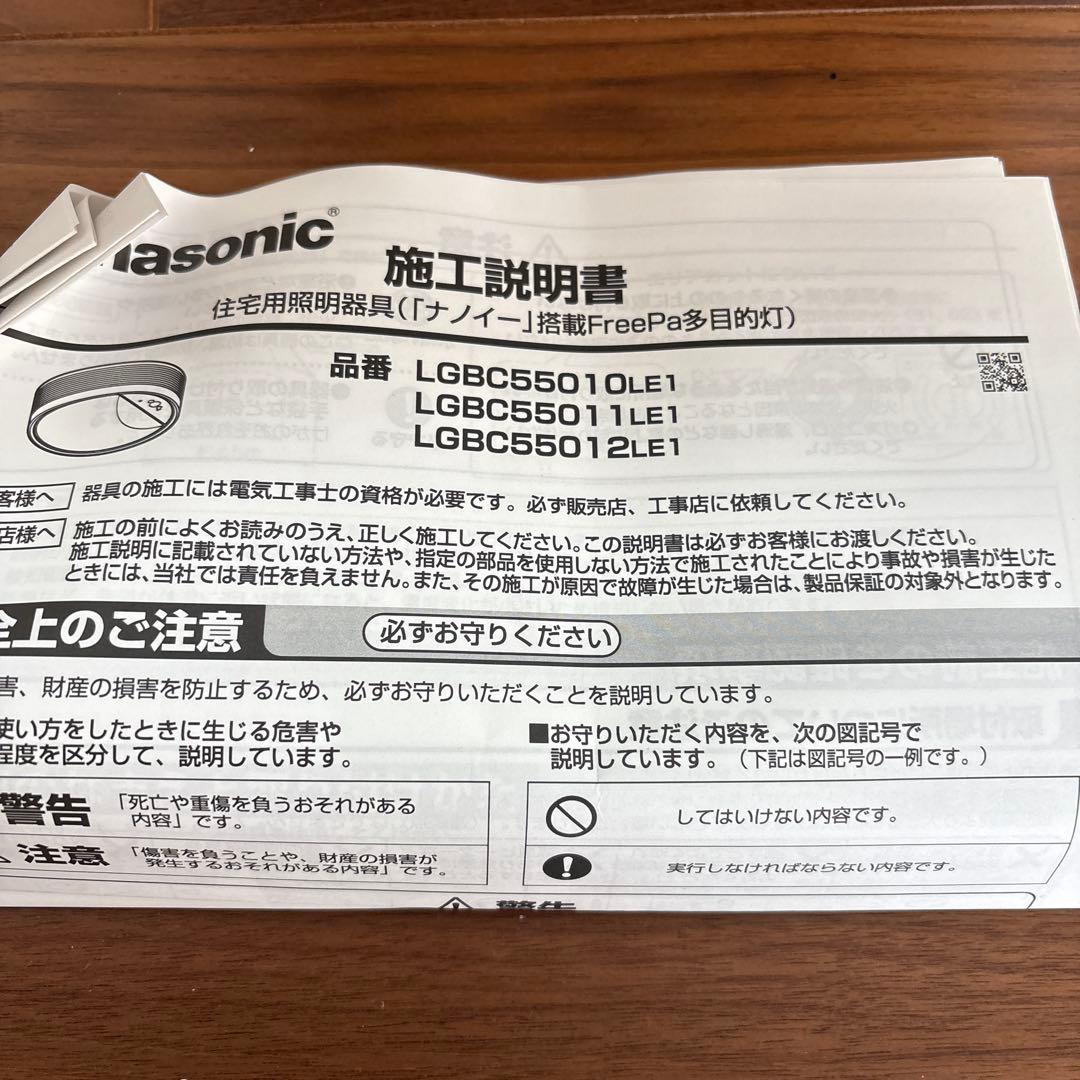 nasonic®
施工説明書
住宅用照明器具(「ナノイー」搭載FreePa多目的灯)
品番 LGBC55010LE1
LGBC55011LE1
LGBC55012LE1
客様へ 器具の施工には電気工事士の資格が必要です。必ず販売店、工事店に依頼してください。
店様へ 施工の前によくお読みのうえ、正しく施工してください。この説明書は必ずお客様にお渡しください。
施工説明に記載されていない方法や、指定の部品を使用しない方法で施工されたことにより事故や損害が生じた
ときには、当社では責任を負えません。また、その施工が原因で故障が生じた場合は、製品保証の対象外となります。
全上のご注意 必ずお守りください
害、財産の損害を防止するため、必ずお守りいただくことを説明しています。
使い方をしたときに生じる危害や
程度を区分して、説明しています。
警告 「死亡や重傷を負うおそれがある
内容」です。
注意 「傷害を負うことや、財産の損害が
発生するおそれがある内容」です。
■お守りいただく内容を、次の図記号で
説明しています。(下記は図記号の一例です。)
してはいけない内容です。
実行しなければならない内容です。
警告